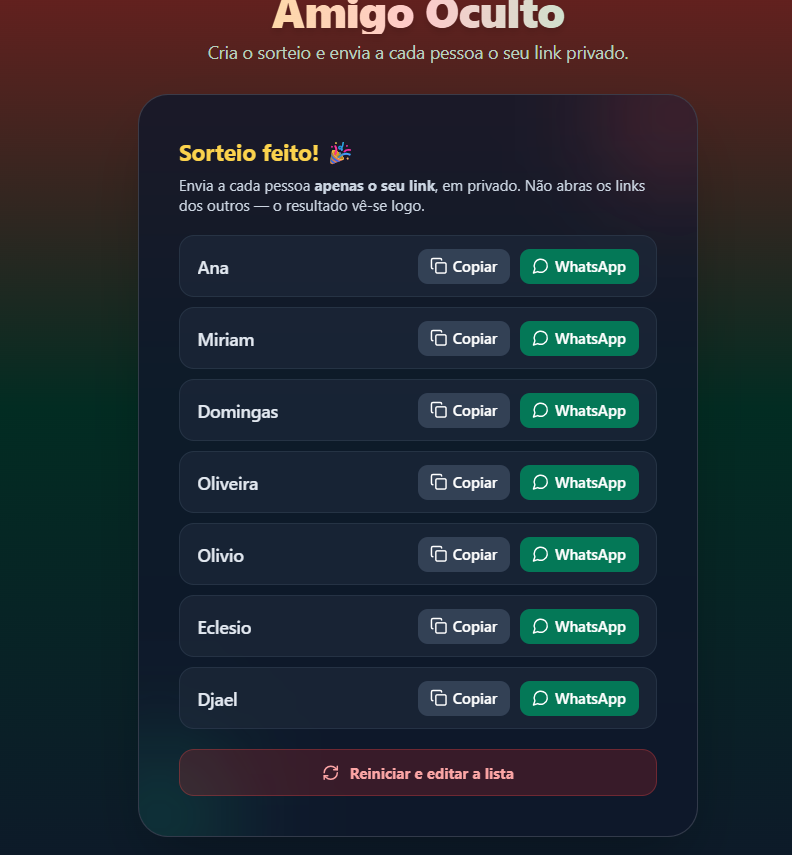 Amigo Oculto
Cria o sorteio e envia a cada pessoa o seu link privado.
Sorteio feito! 🎉
Envia a cada pessoa apenas o seu link, em privado. Não abras os links
dos outros — o resultado vê-se logo.
Ana Copiar WhatsApp
Miriam Copiar WhatsApp
Domingas Copiar WhatsApp
Oliveira Copiar WhatsApp
Olivio Copiar WhatsApp
Eclesio Copiar WhatsApp
Djael Copiar WhatsApp
Reiniciar e editar a lista